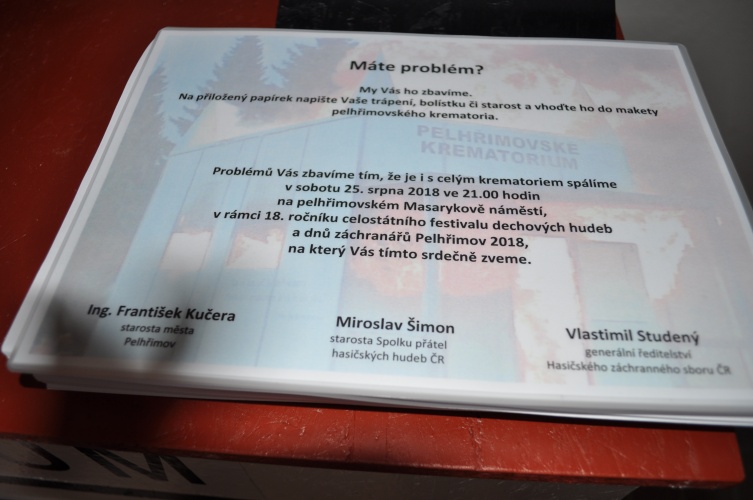 Máte problém?
My Vás ho zbavíme.
Na přiložený papírek napište Vaše trápení, bolístku či starost a vhoďte ho do makety
pelhřimovského krematoria.
PELHŘIMOVSKÉ
KREMATORIUM
Problémů Vás zbavíme tím, že je i s celým krematoriem spálíme
v sobotu 25. srpna 2018 ve 21.00 hodin
na pelhřimovském Masarykově náměstí,
v rámci 18. ročníku celostátního festivalu dechových hudeb
a dnů záchranářů Pelhřimov 2018,
na který Vás tímto srdečně zveme.
Ing. František Kučera
starosta města
Pelhřimov
Miroslav Šimon
starosta Spolku přátel
hasičských hudeb ČR
Vlastimil Studený
generální ředitelství
Hasičského záchranného sboru ČR